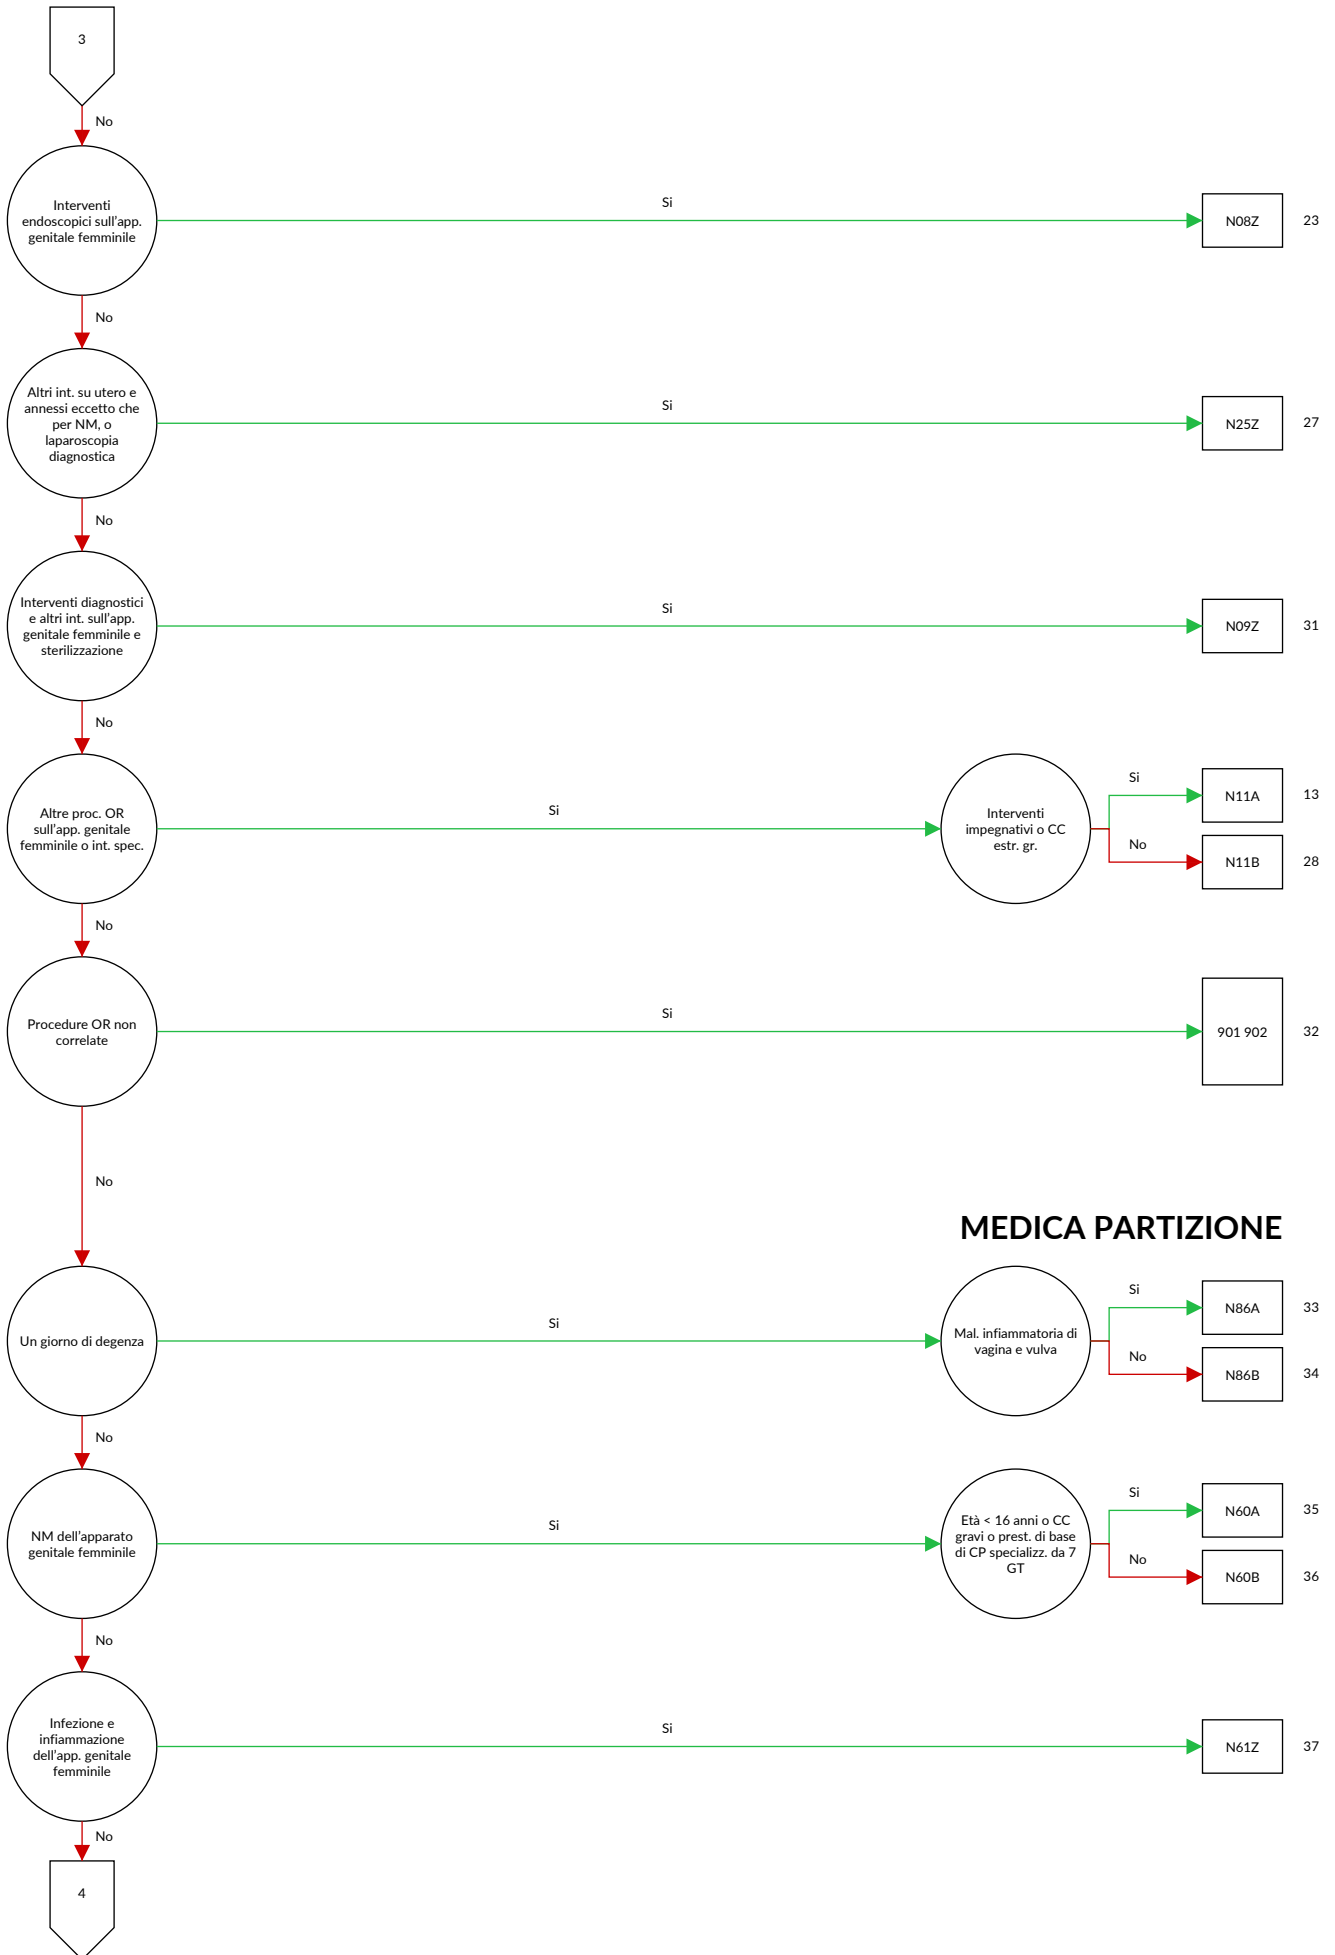 3
No
Interventi
endoscopici sull'app.
genitale femminile
Si
N08Z
23
No
Altri int. su utero e
annessi eccetto che
per NM, o
laparoscopia
diagnostica
Si
N25Z
27
No
Interventi diagnostici
e altri int. sull'app.
genitale femminile e
sterilizzazione
Si
N09Z
31
No
Altre proc. OR
sull'app. genitale
femminile o int. spec.
Si
Interventi
impegnativi o CC
estr. gr.
Si
N11A
13
No
N11B
28
No
Procedure OR non
correlate
Si
901 902
32
No
MEDICA PARTIZIONE
Un giorno di degenza
Si
Mal. infiammatoria di
vagina e vulva
Si
N86A
33
No
N86B
34
No
NM dell'apparato
genitale femminile
Si
Età < 16 anni o CC
gravi o prest. di base
di CP specializz. da 7
GT
Si
N60A
35
No
N60B
36
No
Infezione e
infiammazione
dell'app. genitale
femminile
Si
N61Z
37
No
4